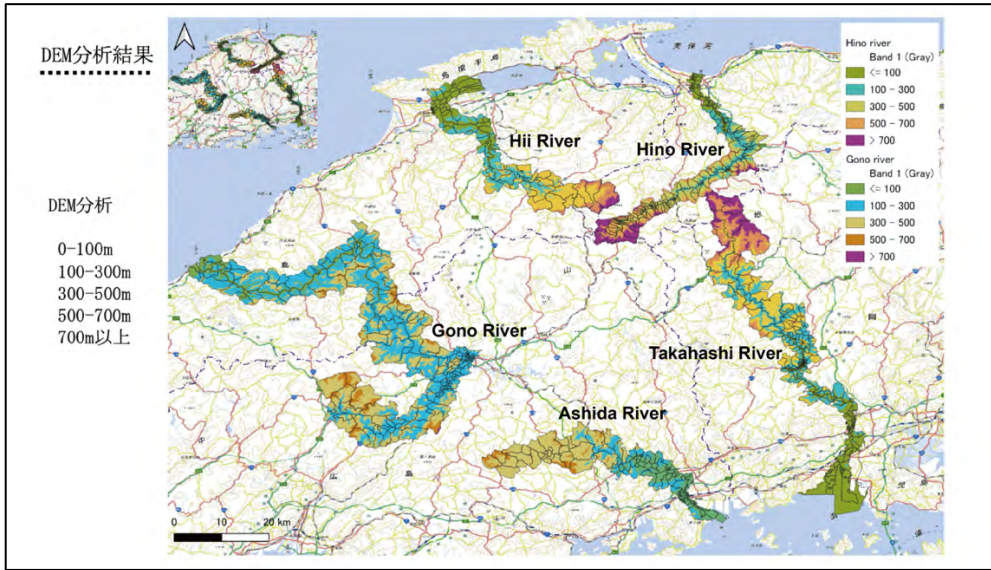 DEM分析結果
DEM分析
0-100m
100-300m
300-500m
500-700m
700m以上
Hii River
Hino River
Gono River
Takahashi River
Ashida River
Hino river
Band 1 (Gray)
<= 100
100 - 300
300 - 500
500 - 700
> 700
Gono river
Band 1 (Gray)
<= 100
100 - 300
300 - 500
500 - 700
> 700
0 10 20 km